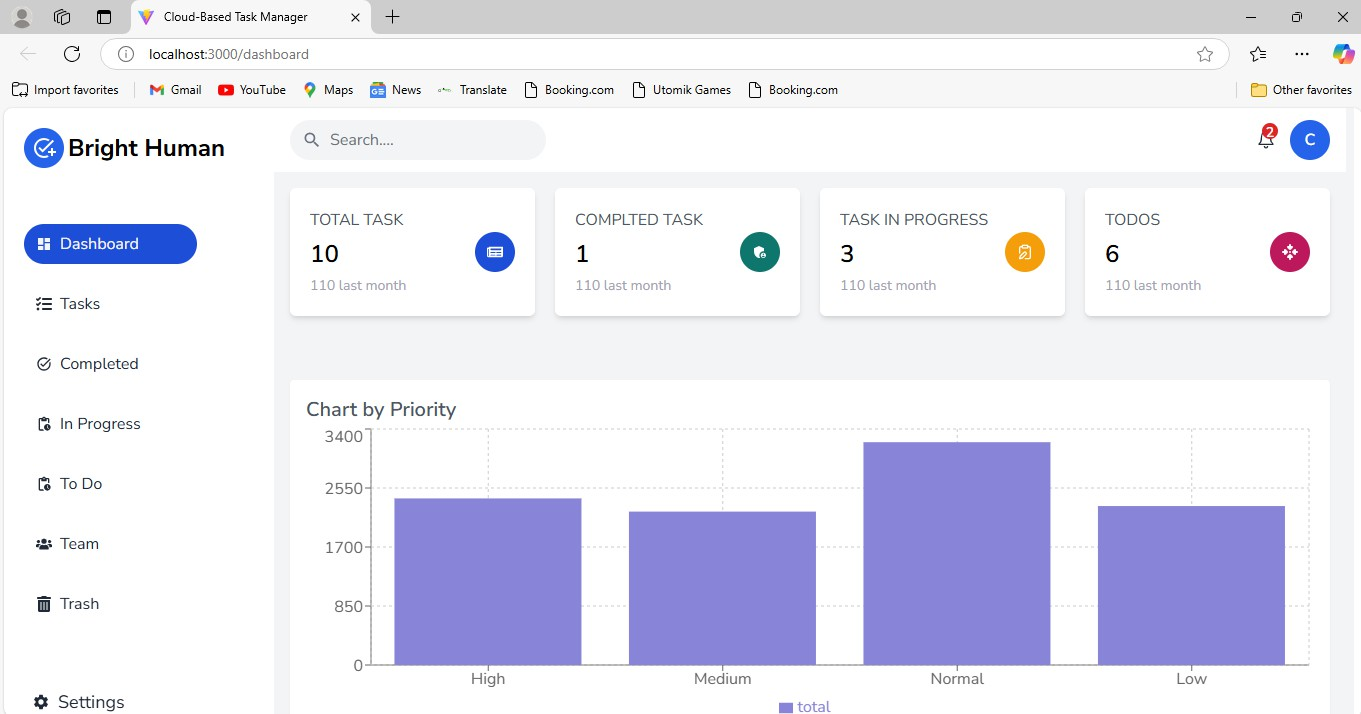 Cloud-Based Task Manager
localhost:3000/dashboard
Import favorites Gmail YouTube Maps News Translate Booking.com Utomik Games Booking.com Other favorites
Bright Human
Search....
2
C
Dashboard
Tasks
Completed
In Progress
To Do
Team
Trash
Settings
TOTAL TASK
10
110 last month
COMPLTED TASK
1
110 last month
TASK IN PROGRESS
3
110 last month
TODOS
6
110 last month
Chart by Priority
3400
2550
1700
850
0
High Medium Normal Low
total